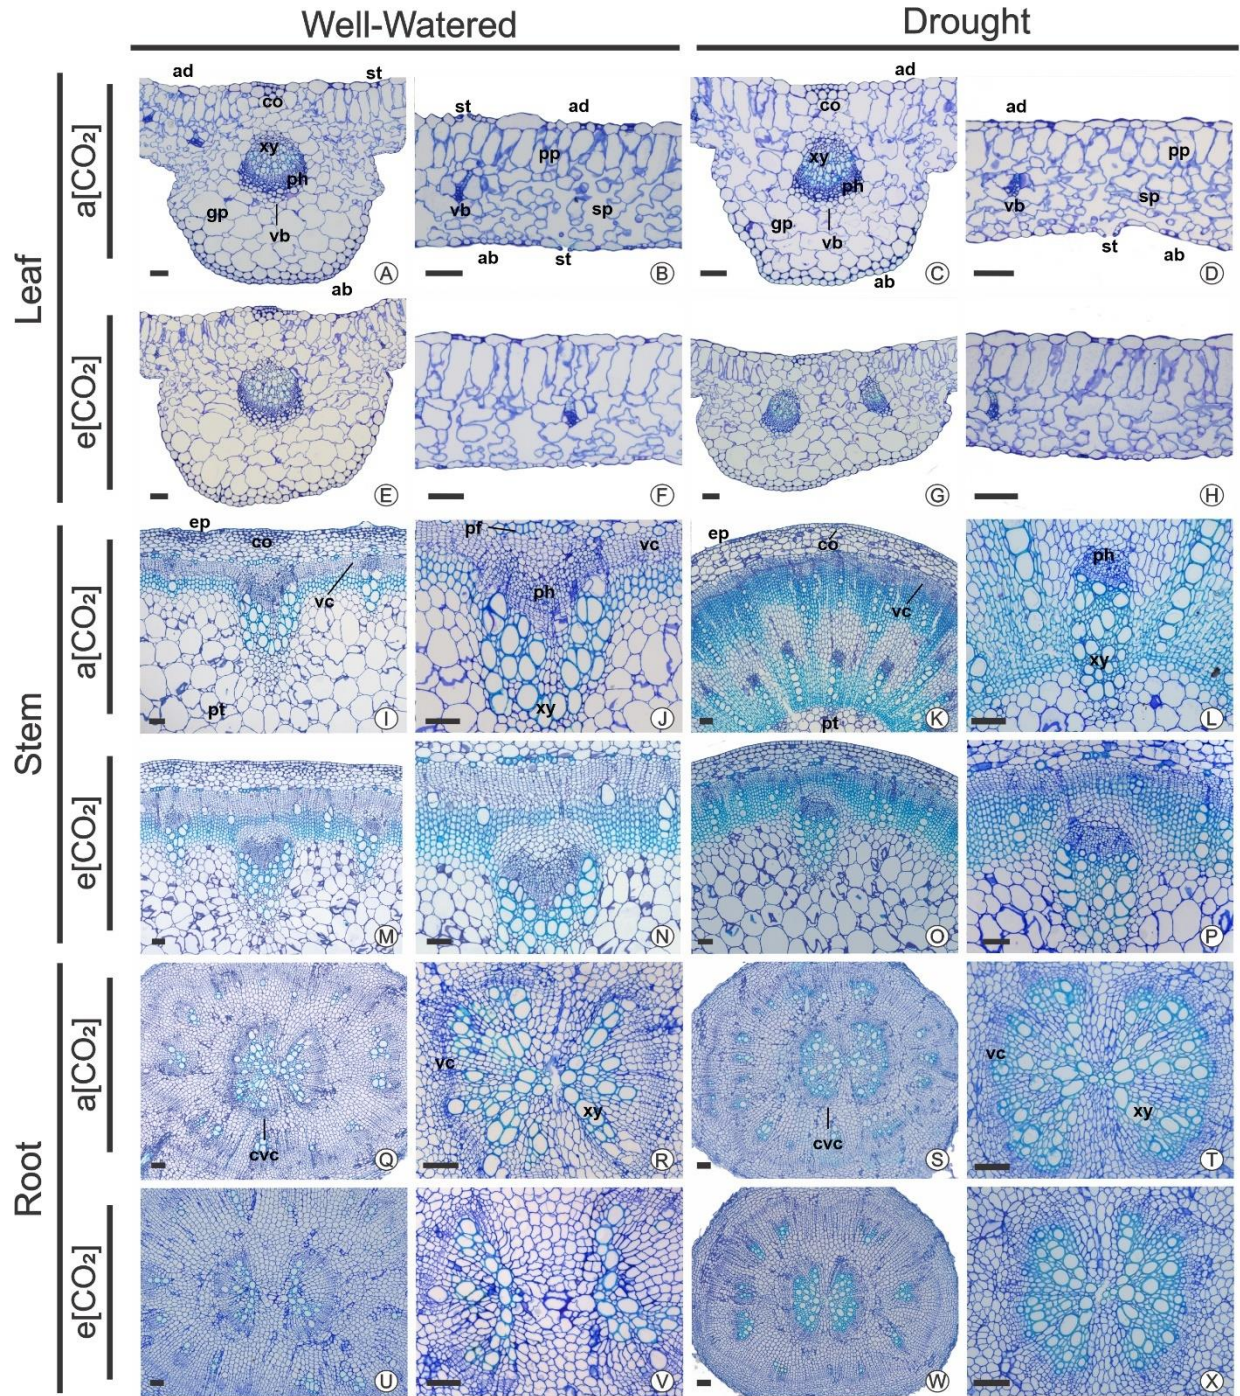 Well-Watered Drought
Leaf
a[CO₂]
ad st co xy ph gp vb A
st ad pp vb sp ab st B
ad co xy ph gp vb ab C
ad pp vb sp st ab D
e[CO₂]
ab E
F
G
H
Stem
a[CO₂]
ep co vc pt I
pf vc ph xy J
ep co vc pt K
ph xy L
e[CO₂]
M
N
O
P
Root
a[CO₂]
cvc Q
vc xy R
cvc S
vc xy T
e[CO₂]
U
V
W
X